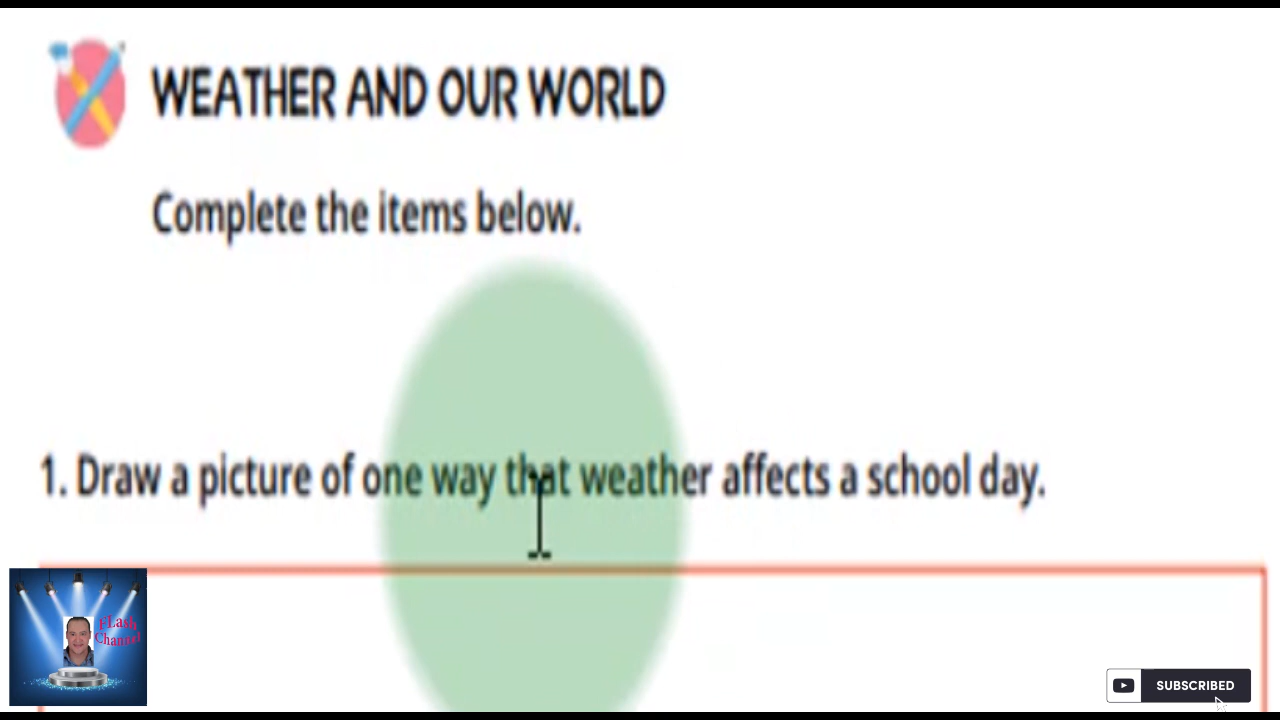 WEATHER AND OUR WORLD
Complete the items below.
1. Draw a picture of one way that weather affects a school day.
FLash
Channel
SUBSCRIBED